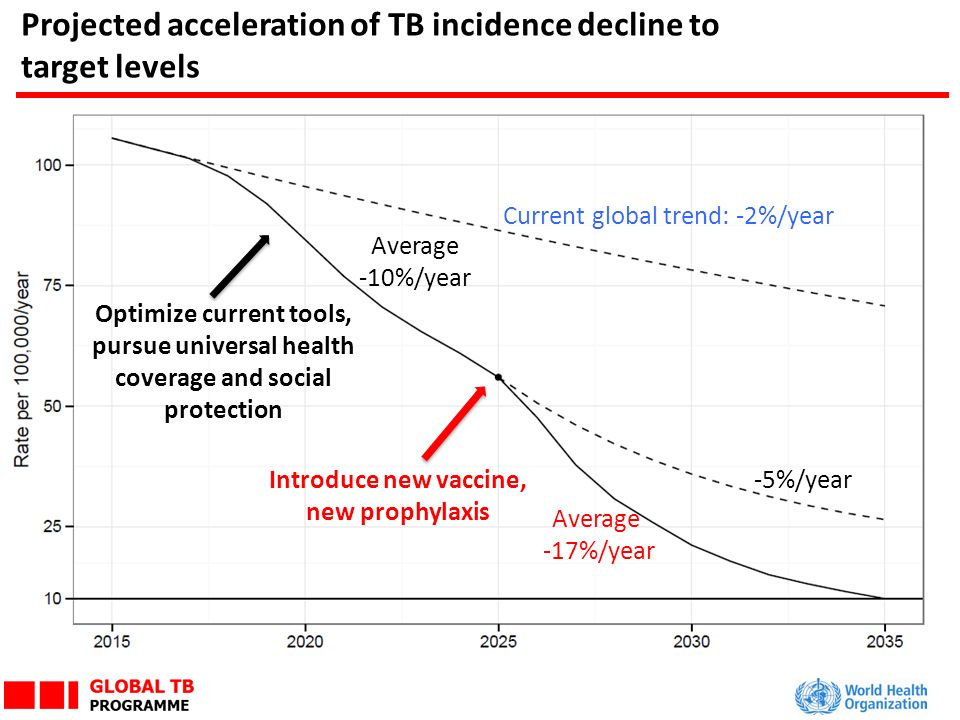 Projected acceleration of TB incidence decline to
target levels
Rate per 100,000/year
100
75
50
25
10
Current global trend: -2%/year
Average
-10%/year
Optimize current tools,
pursue universal health
coverage and social
protection
Introduce new vaccine,
new prophylaxis
-5%/year
Average
-17%/year
2015
2020
2025
2030
2035
GLOBAL TB
PROGRAMME
World Health
Organization